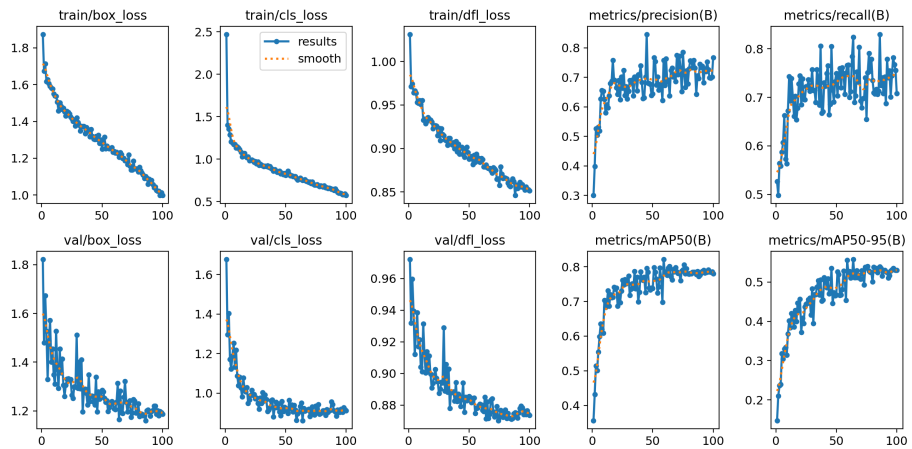 train/box_loss
train/cls_loss
train/dfl_loss
metrics/precision(B)
metrics/recall(B)
1.8
1.6
1.4
1.2
1.0
0 50 100
2.5
2.0
1.5
1.0
0.5
results
smooth
0 50 100
1.00
0.95
0.90
0.85
0 50 100
0.8
0.7
0.6
0.5
0.4
0.3
0 50 100
0.8
0.7
0.6
0.5
0 50 100
val/box_loss
val/cls_loss
val/dfl_loss
metrics/mAP50(B)
metrics/mAP50-95(B)
1.8
1.6
1.4
1.2
0 50 100
1.6
1.4
1.2
1.0
0 50 100
0.96
0.94
0.92
0.90
0.88
0 50 100
0.8
0.7
0.6
0.5
0.4
0 50 100
0.5
0.4
0.3
0.2
0 50 100